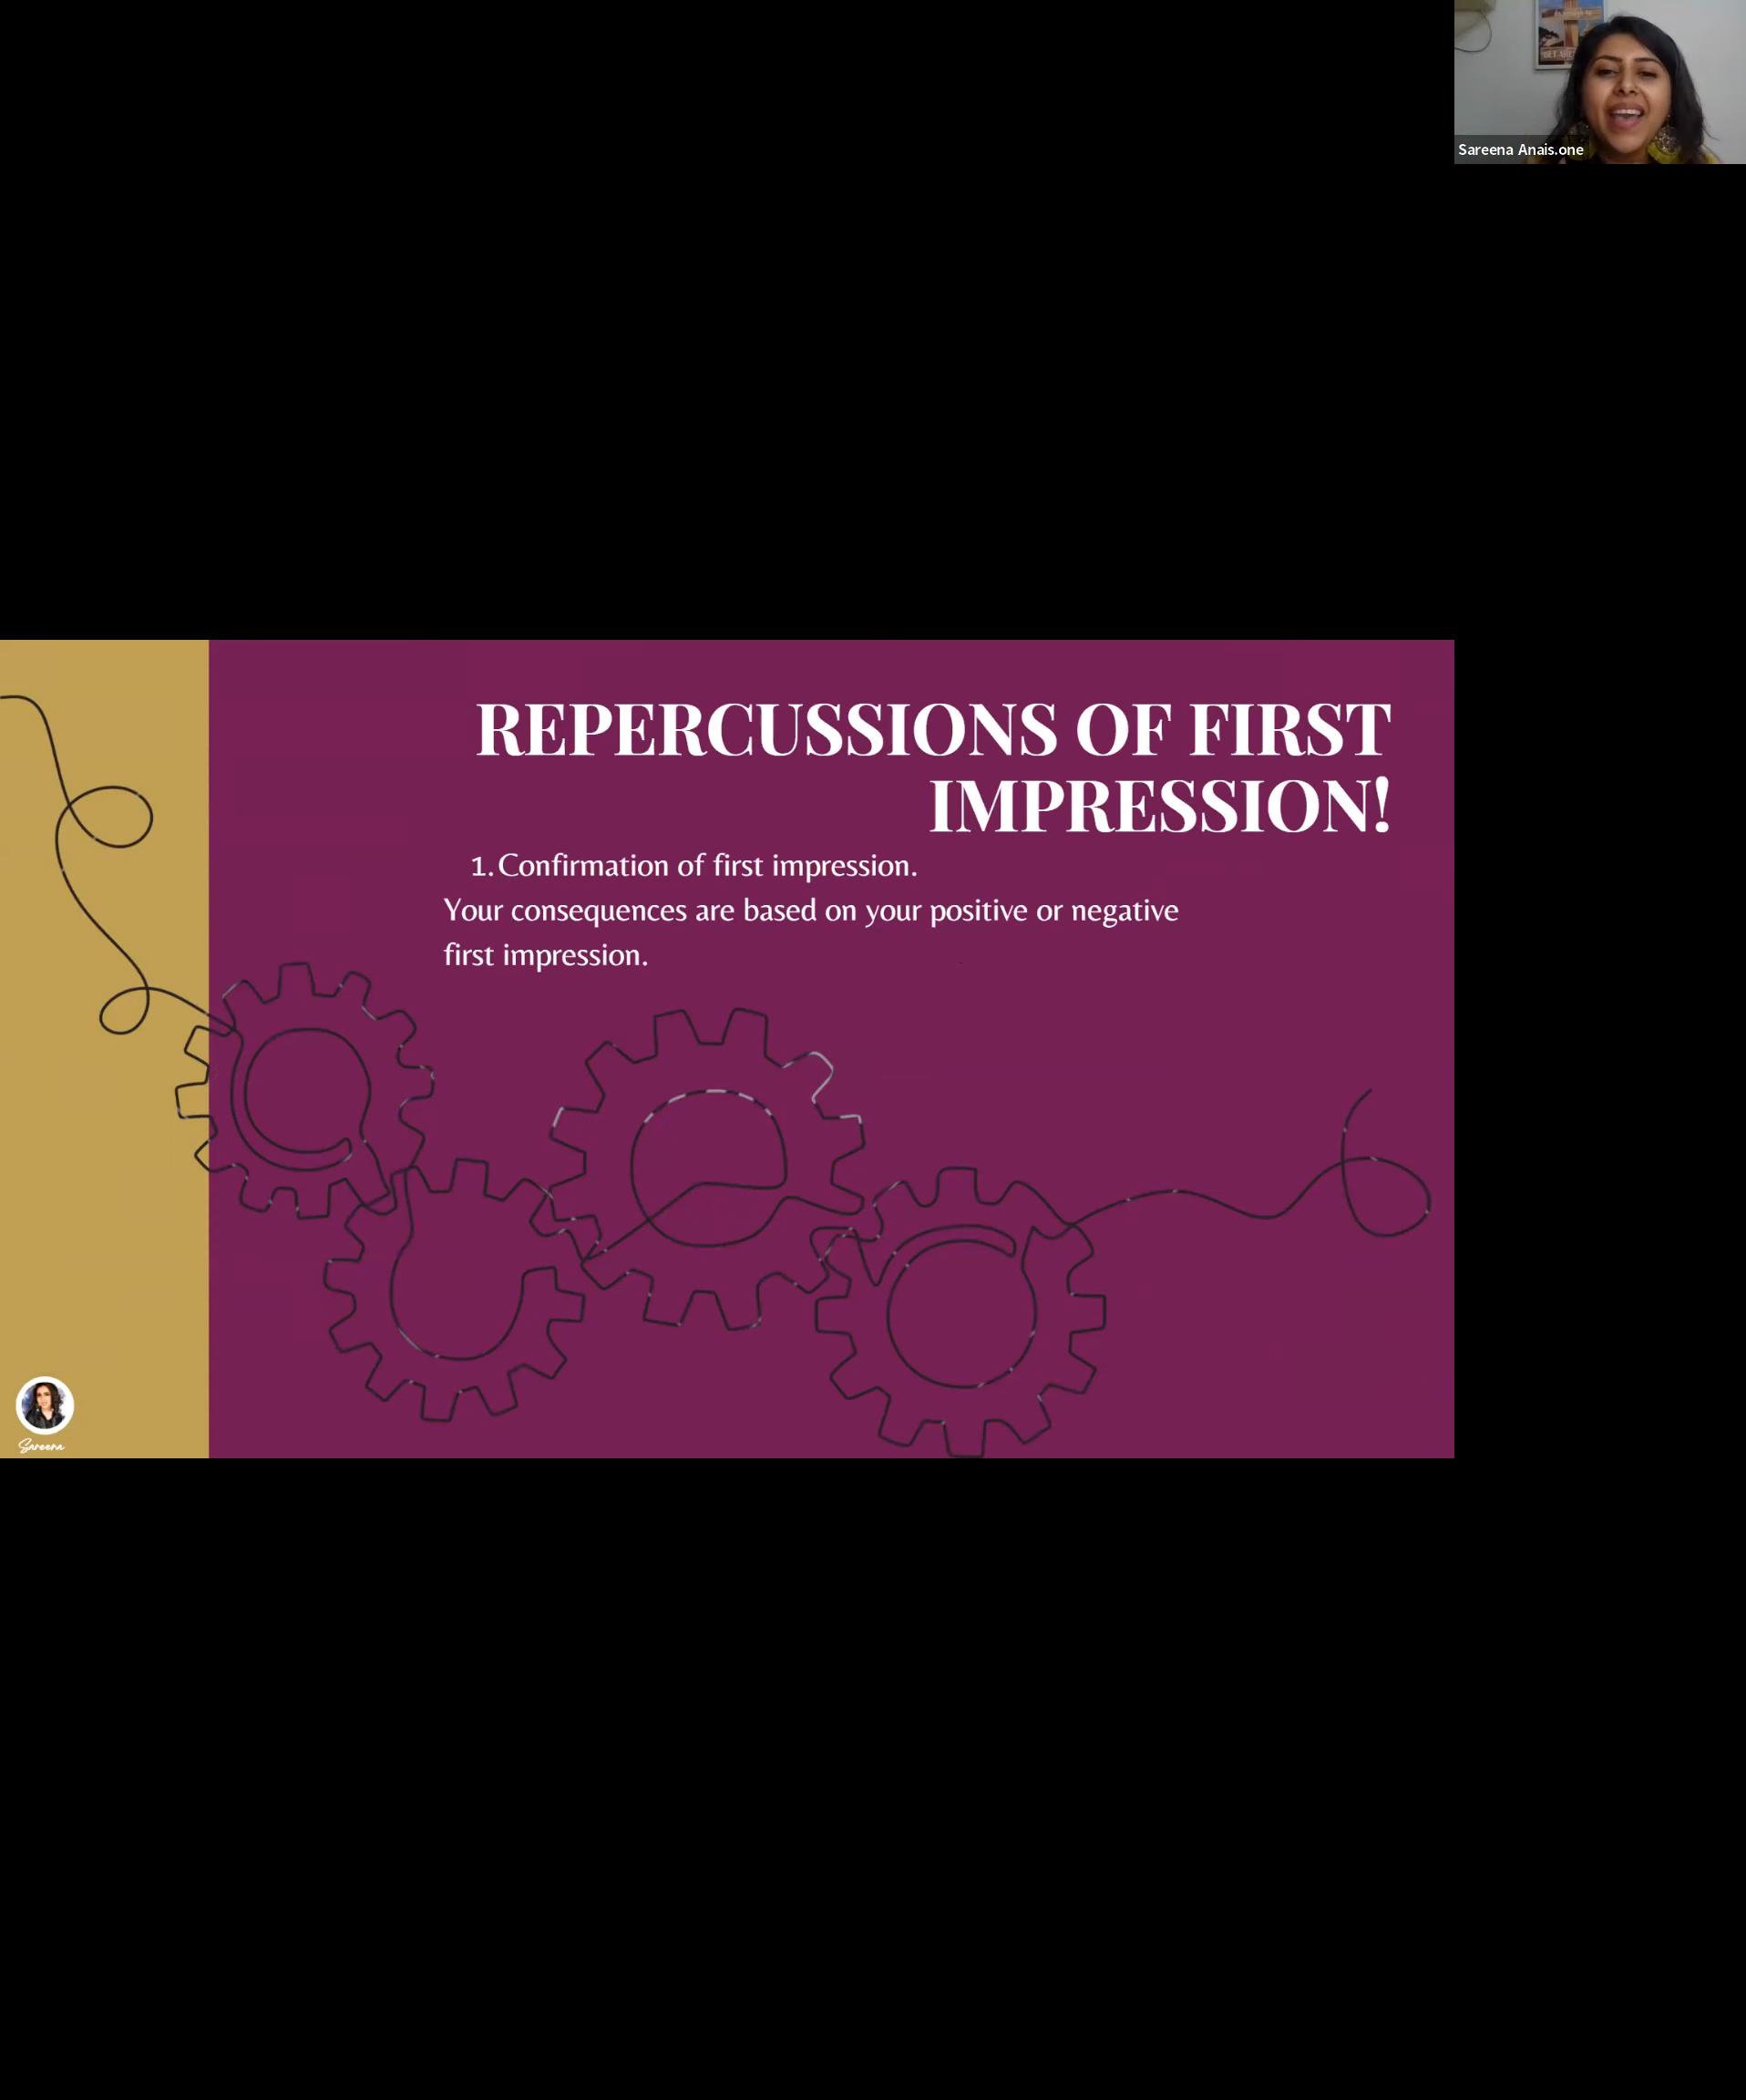 Sareena Anais.one
REPERCUSSIONS OF FIRST
IMPRESSION!
1. Confirmation of first impression.
Your consequences are based on your positive or negative
first impression.
Sareena